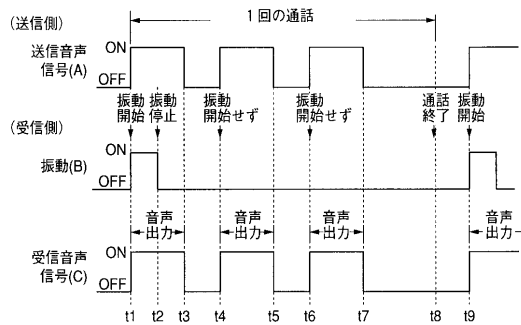 (送信側)
1回の通話
送信音声
信号(A)
ON
OFF
振動
開始
振動
停止
振動
開始せず
振動
開始せず
通話
終了
振動
開始
(受信側)
振動(B)
ON
OFF
音声
出力
音声
出力
音声
出力
音声
出力
受信音声
信号(C)
ON
OFF
t1 t2 t3 t4 t5 t6 t7 t8 t9